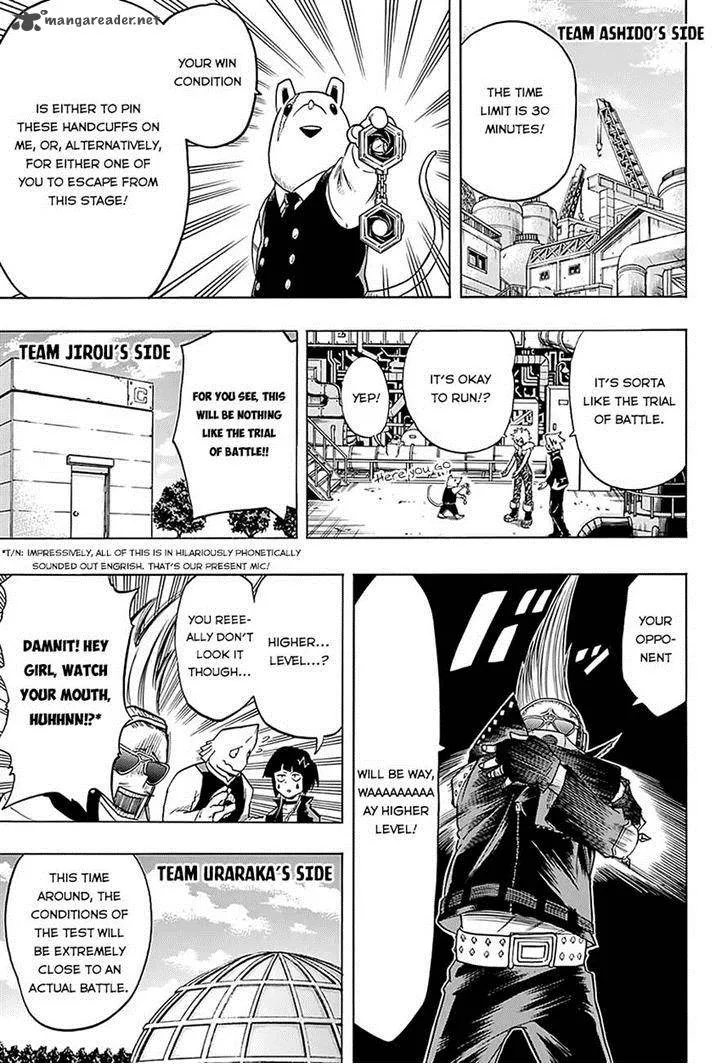 mangareader.net
TEAM ASHIDO'S SIDE
THE TIME
LIMIT IS 30
MINUTES!
YOUR WIN
CONDITION
IS EITHER TO PIN
THESE HANDCUFFS ON
ME, OR, ALTERNATIVELY,
FOR EITHER ONE OF
YOU TO ESCAPE FROM
THIS STAGE!
IT'S SORTA
LIKE THE TRIAL
OF BATTLE.
IT'S OKAY
TO RUN!?
YEP!
Here you go
FOR YOU SEE, THIS
WILL BE NOTHING
LIKE THE TRIAL
OF BATTLE!!
TEAM JIROU'S SIDE
C
*T/N: IMPRESSIVELY, ALL OF THIS IS IN HILARIOUSLY PHONETICALLY
SOUNDED OUT ENGRISH. THAT'S OUR PRESENT MIC!
YOUR
OPPO-
NENT
WILL BE WAY,
WAAAAAAAAA
AY HIGHER
LEVEL!
HIGHER...
LEVEL...?
YOU REEE-
ALLY DON'T
LOOK IT
THOUGH...
DAMNIT! HEY
GIRL, WATCH
YOUR MOUTH,
HUHHNN!?*
TEAM URARAKA'S SIDE
THIS TIME
AROUND, THE
CONDITIONS OF
THE TEST WILL
BE EXTREMELY
CLOSE TO AN
ACTUAL BATTLE.